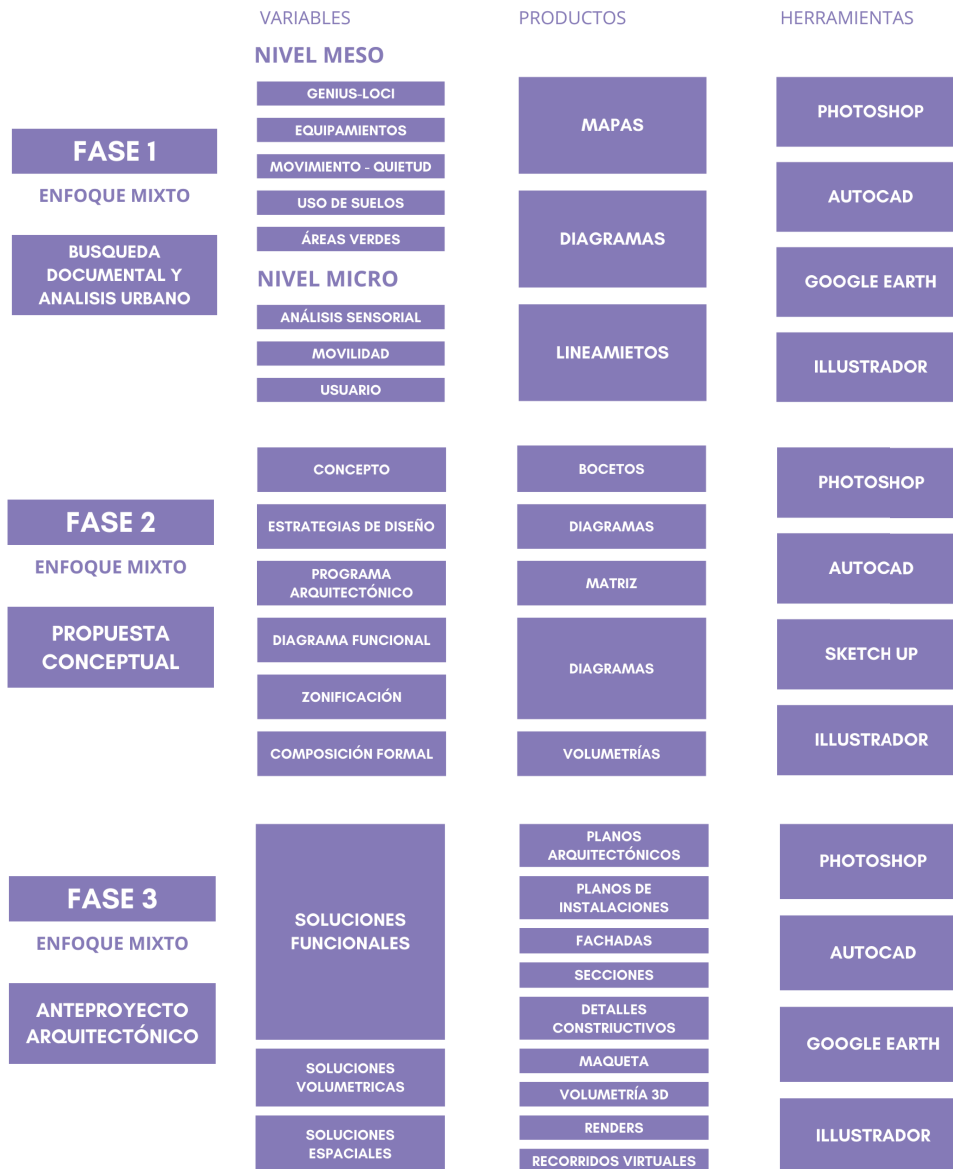 VARIABLES
PRODUCTOS
HERRAMIENTAS
FASE 1
ENFOQUE MIXTO
BUSQUEDA
DOCUMENTAL Y
ANALISIS URBANO
NIVEL MESO
GENIUS-LOCI
EQUIPAMIENTOS
MOVIMIENTO - QUIETUD
USO DE SUELOS
ÁREAS VERDES
NIVEL MICRO
ANÁLISIS SENSORIAL
MOVILIDAD
USUARIO
MAPAS
DIAGRAMAS
LINEAMIETOS
PHOTOSHOP
AUTOCAD
GOOGLE EARTH
ILLUSTRADOR
FASE 2
ENFOQUE MIXTO
PROPUESTA
CONCEPTUAL
CONCEPTO
ESTRATEGIAS DE DISEÑO
PROGRAMA
ARQUITECTÓNICO
DIAGRAMA FUNCIONAL
ZONIFICACIÓN
COMPOSICIÓN FORMAL
BOCETOS
DIAGRAMAS
MATRIZ
DIAGRAMAS
VOLUMETRÍAS
PHOTOSHOP
AUTOCAD
SKETCH UP
ILLUSTRADOR
FASE 3
ENFOQUE MIXTO
ANTEPROYECTO
ARQUITECTÓNICO
SOLUCIONES
FUNCIONALES
SOLUCIONES
VOLUMETRICAS
SOLUCIONES
ESPACIALES
PLANOS
ARQUITECTÓNICOS
PLANOS DE
INSTALACIONES
FACHADAS
SECCIONES
DETALLES
CONSTRIUCTIVOS
MAQUETA
VOLUMETRÍA 3D
RENDERS
RECORRIDOS VIRTUALES
PHOTOSHOP
AUTOCAD
GOOGLE EARTH
ILLUSTRADOR